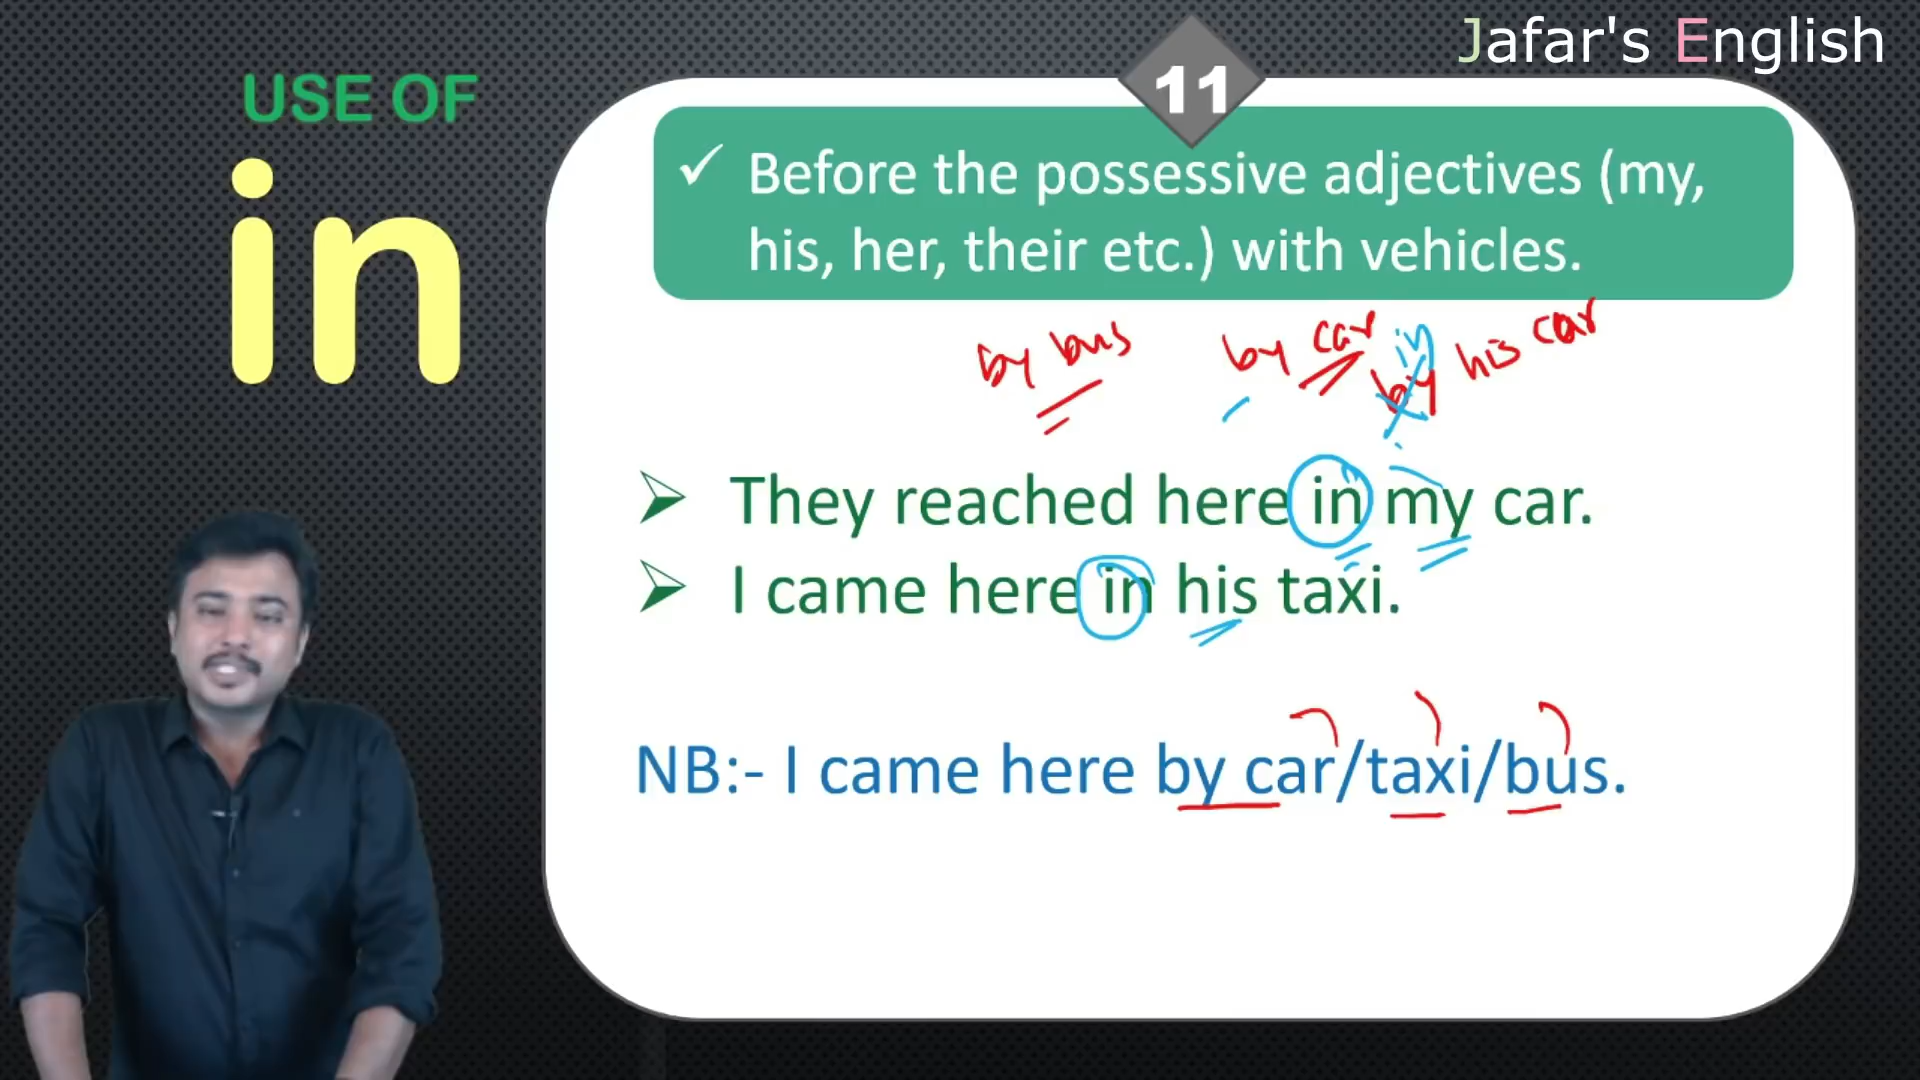 Jafar's English
USE OF
in
11
✓ Before the possessive adjectives (my,
his, her, their etc.) with vehicles.
by bus
by car
in
by his car
➢ They reached here in my car.
➢ I came here in his taxi.
NB:- I came here by car/taxi/bus.